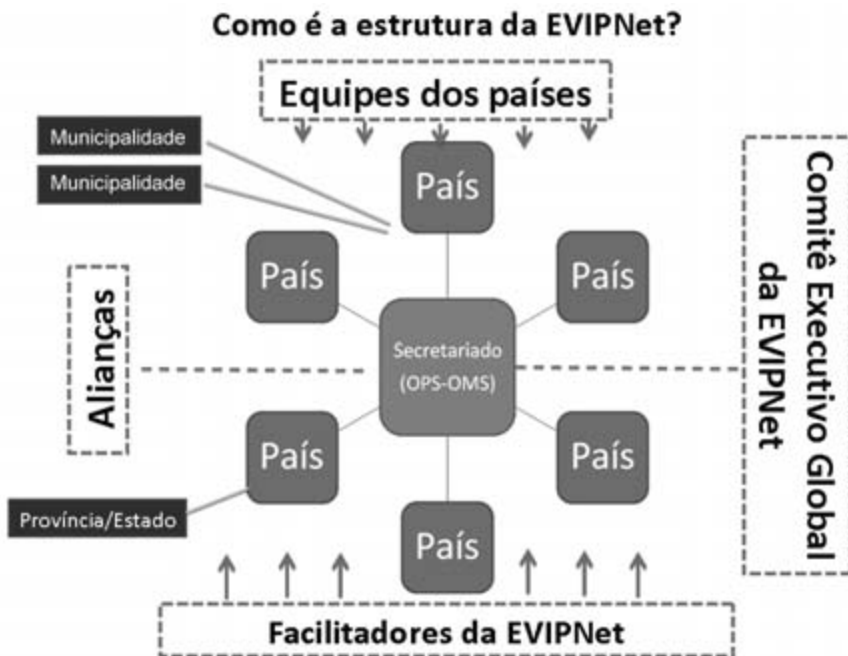 Como é a estrutura da EVIPNet?
Equipes dos países
Municipalidade
Municipalidade
País
País
País
Alianças
Secretariado
(OPS-OMS)
Comitê Executivo Global
da EVIPNet
País
País
Província/Estado
País
Facilitadores da EVIPNet